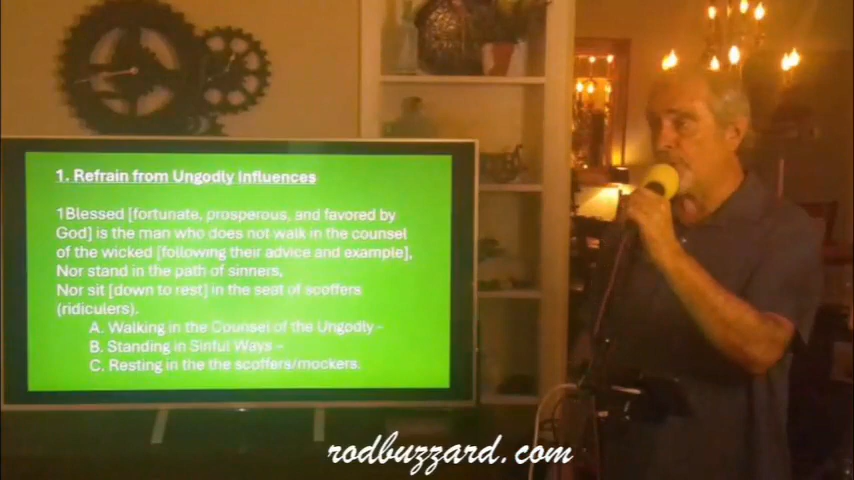 1. Refrain from Ungodly Influences
1Blessed [fortunate, prosperous, and favored by
God] is the man who does not walk in the counsel
of the wicked [following their advice and example],
Nor stand in the path of sinners,
Nor sit [down to rest] in the seat of scoffers
(ridiculers).
A. Walking in the Counsel of the Ungodly –
B. Standing in Sinful Ways –
C. Resting in the the scoffers/mockers.
rodbuzzard.com